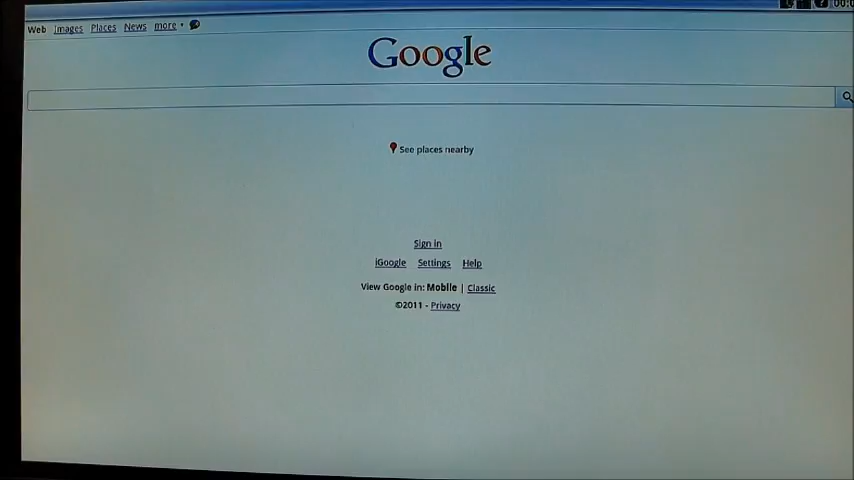 Web Images Places News more
Google
See places nearby
Sign in
iGoogle Settings Help
View Google in: Mobile | Classic
©2011 - Privacy